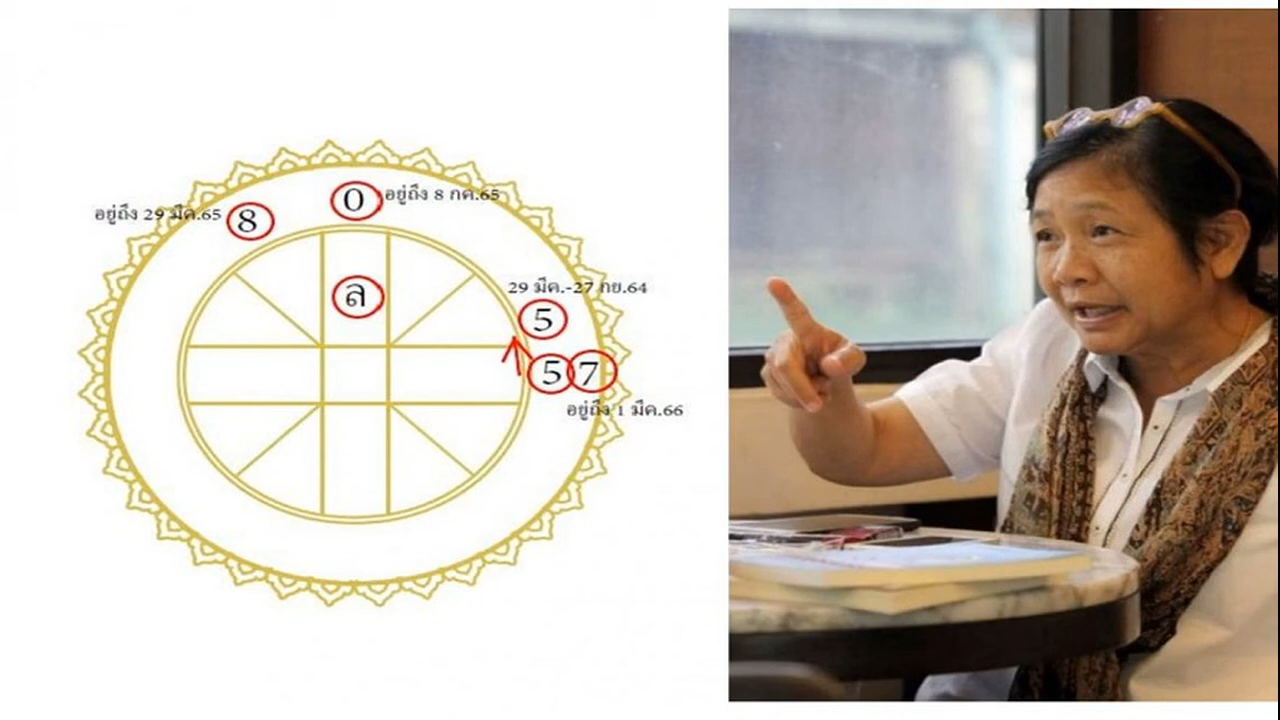 อยู่ถึง 8 กค.65
0
อยู่ถึง 29 มีค.65
8
ล
29 มีค.-27 กย.64
5
5 7
อยู่ถึง 1 มีค.66